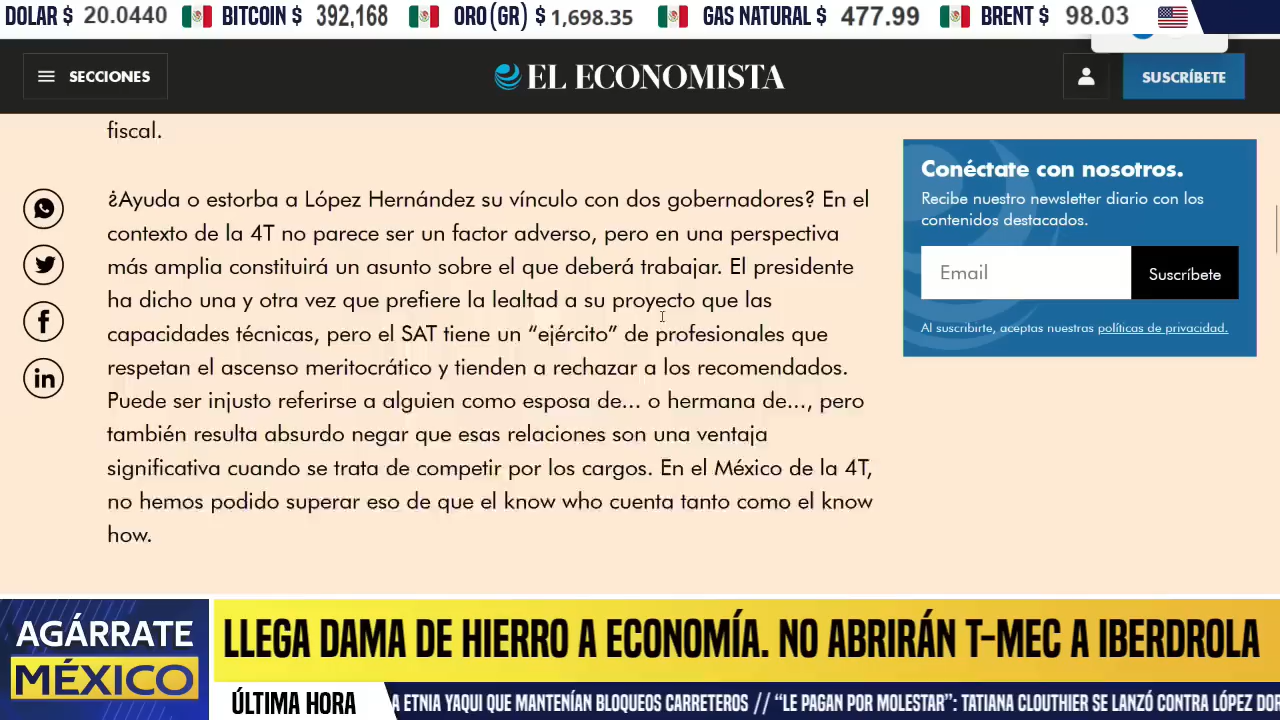 DOLAR $ 20.0440 BITCOIN $ 392,168 ORO(GR) $ 1,698.35 GAS NATURAL $ 477.99 BRENT $ 98.03
SECCIONES
EL ECONOMISTA
SUSCRÍBETE
fiscal.
¿Ayuda o estorba a López Hernández su vínculo con dos gobernadores? En el
contexto de la 4T no parece ser un factor adverso, pero en una perspectiva
más amplia constituirá un asunto sobre el que deberá trabajar. El presidente
ha dicho una y otra vez que prefiere la lealtad a su proyecto que las
capacidades técnicas, pero el SAT tiene un “ejército” de profesionales que
respetan el ascenso meritocrático y tienden a rechazar a los recomendados.
Puede ser injusto referirse a alguien como esposa de... o hermana de..., pero
también resulta absurdo negar que esas relaciones son una ventaja
significativa cuando se trata de competir por los cargos. En el México de la 4T,
no hemos podido superar eso de que el know who cuenta tanto como el know
how.
Conéctate con nosotros.
Recibe nuestro newsletter diario con los
contenidos destacados.
Email
Suscríbete
Al suscribirte, aceptas nuestras políticas de privacidad.
AGÁRRATE
MÉXICO
LLEGA DAMA DE HIERRO A ECONOMÍA. NO ABRIRÁN T-MEC A IBERDROLA
ÚLTIMA HORA
A ETNIA YAQUI QUE MANTENÍAN BLOQUEOS CARRETEROS // “LE PAGAN POR MOLESTAR”: TATIANA CLOUTHIER SE LANZÓ CONTRA LÓPEZ DOR